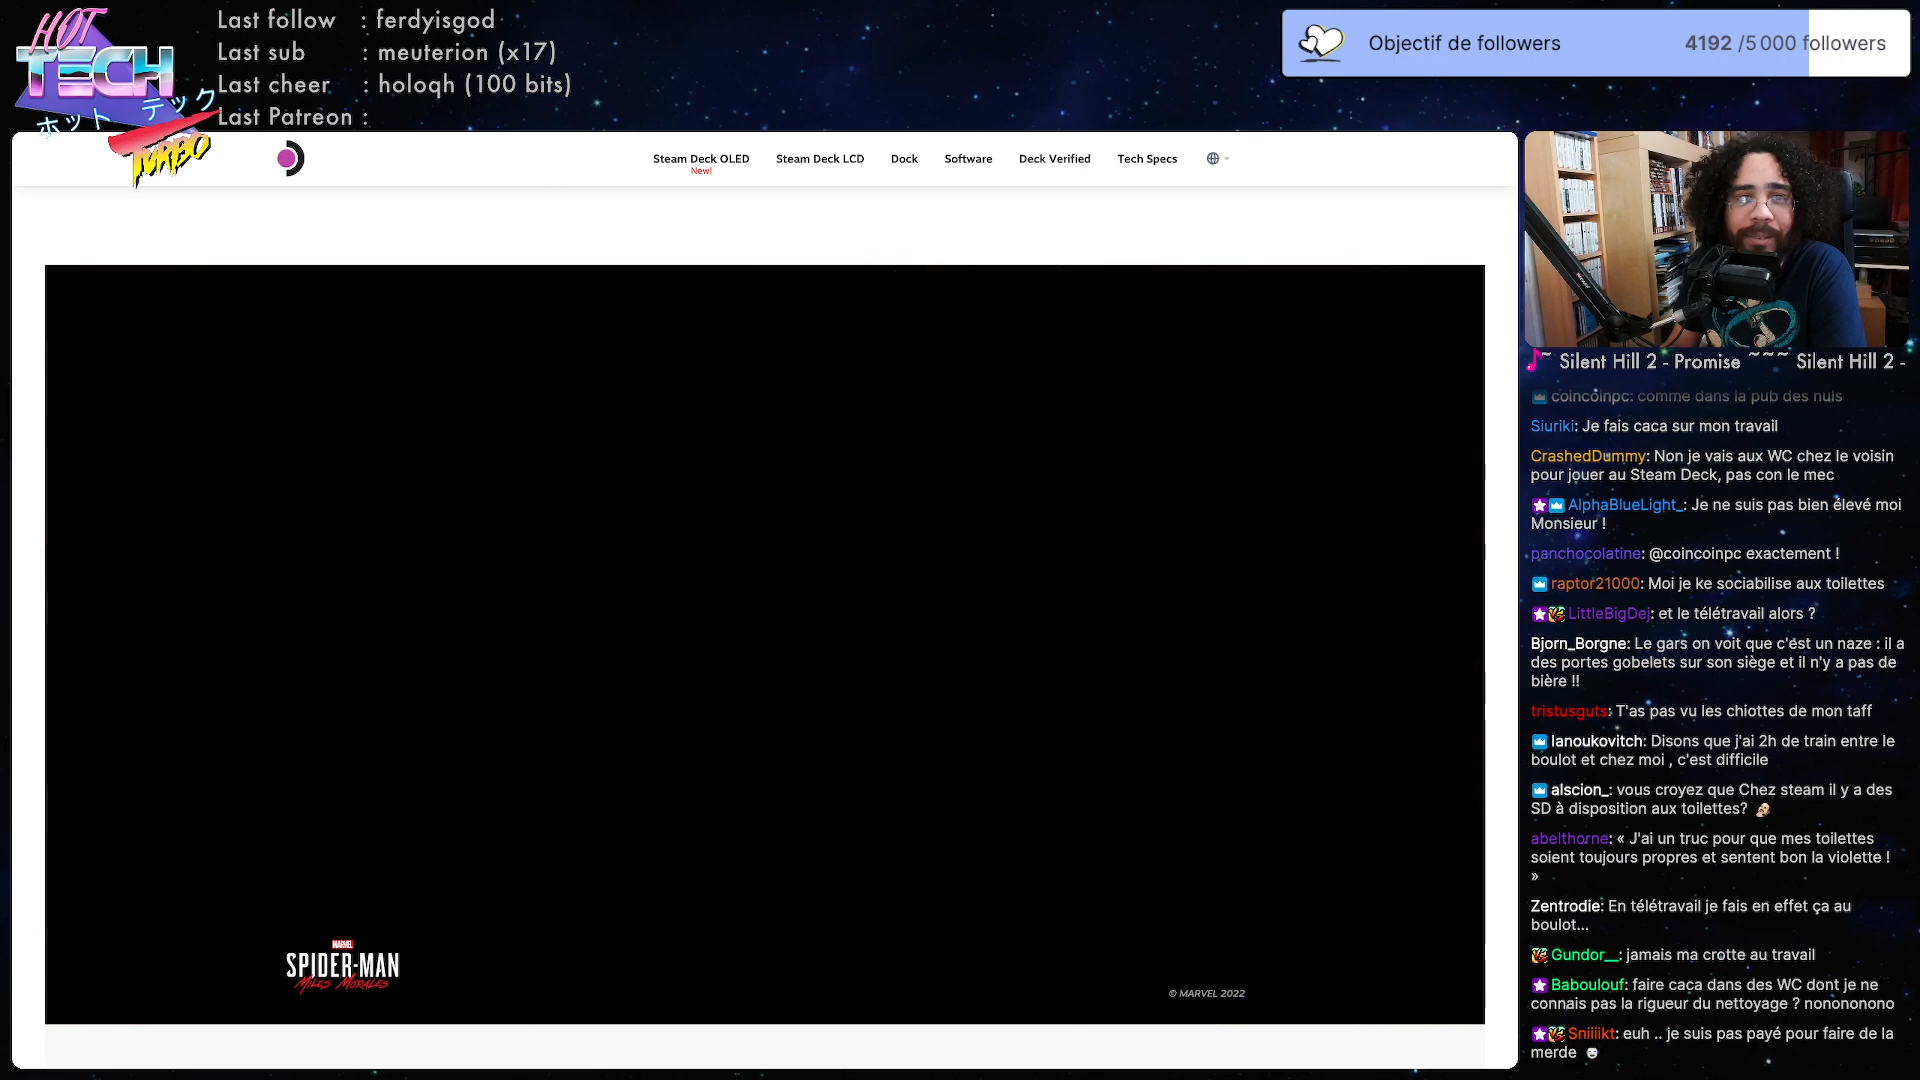 HOT
TECH
ホット テック
TURBO
Last follow : ferdyisgod
Last sub : meuterion (x17)
Last cheer : holoqh (100 bits)
Last Patreon :
Objectif de followers 4192 /5 000 followers
Steam Deck OLED Steam Deck LCD Dock Software Deck Verified Tech Specs
New!
MARVEL
SPIDER-MAN
MILES MORALES
© MARVEL 2022
~ Silent Hill 2 - Promise ~~~ Silent Hill 2 -
coincoinpc: comme dans la pub des nuls
Siuriki: Je fais caca sur mon travail
CrashedDummy: Non je vais aux WC chez le voisin
pour jouer au Steam Deck, pas con le mec
AlphaBlueLight_: Je ne suis pas bien élevé moi
Monsieur !
panchocolatine: @coincoinpc exactement !
raptor21000: Moi je ke sociabilise aux toilettes
LittleBigDej: et le télétravail alors ?
Bjorn_Borgne: Le gars on voit que c'est un naze : il a
des portes gobelets sur son siège et il n'y a pas de
bière !!
tristusguts: T'as pas vu les chiottes de mon taff
Ianoukovitch: Disons que j'ai 2h de train entre le
boulot et chez moi , c'est difficile
alscion_: vous croyez que Chez steam il y a des
SD à disposition aux toilettes?
abelthorne: « J'ai un truc pour que mes toilettes
soient toujours propres et sentent bon la violette !
»
Zentrodie: En télétravail je fais en effet ça au
boulot...
Gundor__: jamais ma crotte au travail
Baboulouf: faire caca dans des WC dont je ne
connais pas la rigueur du nettoyage ? nonononono
Sniiiikt: euh .. je suis pas payé pour faire de la
merde